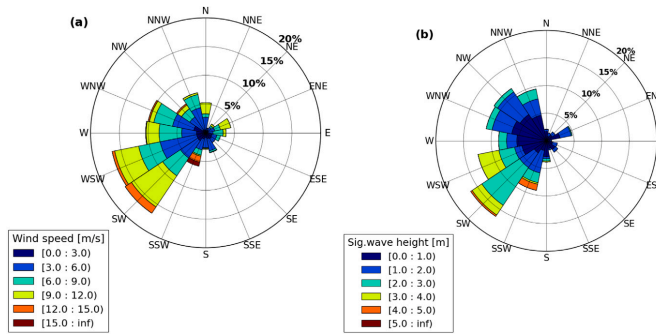 (a)
N
NNE
NE
ENE
E
ESE
SE
SSE
S
SSW
SW
WSW
W
WNW
NW
NNW
5%
10%
15%
20%
Wind speed [m/s]
[0.0 : 3.0)
[3.0 : 6.0)
[6.0 : 9.0)
[9.0 : 12.0)
[12.0 : 15.0)
[15.0 : inf)
(b)
N
NNE
NE
EN
E
ES
SE
SSE
S
SSW
SW
WSW
W
WNW
NW
NNW
5%
10%
15%
20%
Sig.wave height [m]
[0.0 : 1.0)
[1.0 : 2.0)
[2.0 : 3.0)
[3.0 : 4.0)
[4.0 : 5.0)
[5.0 : inf)